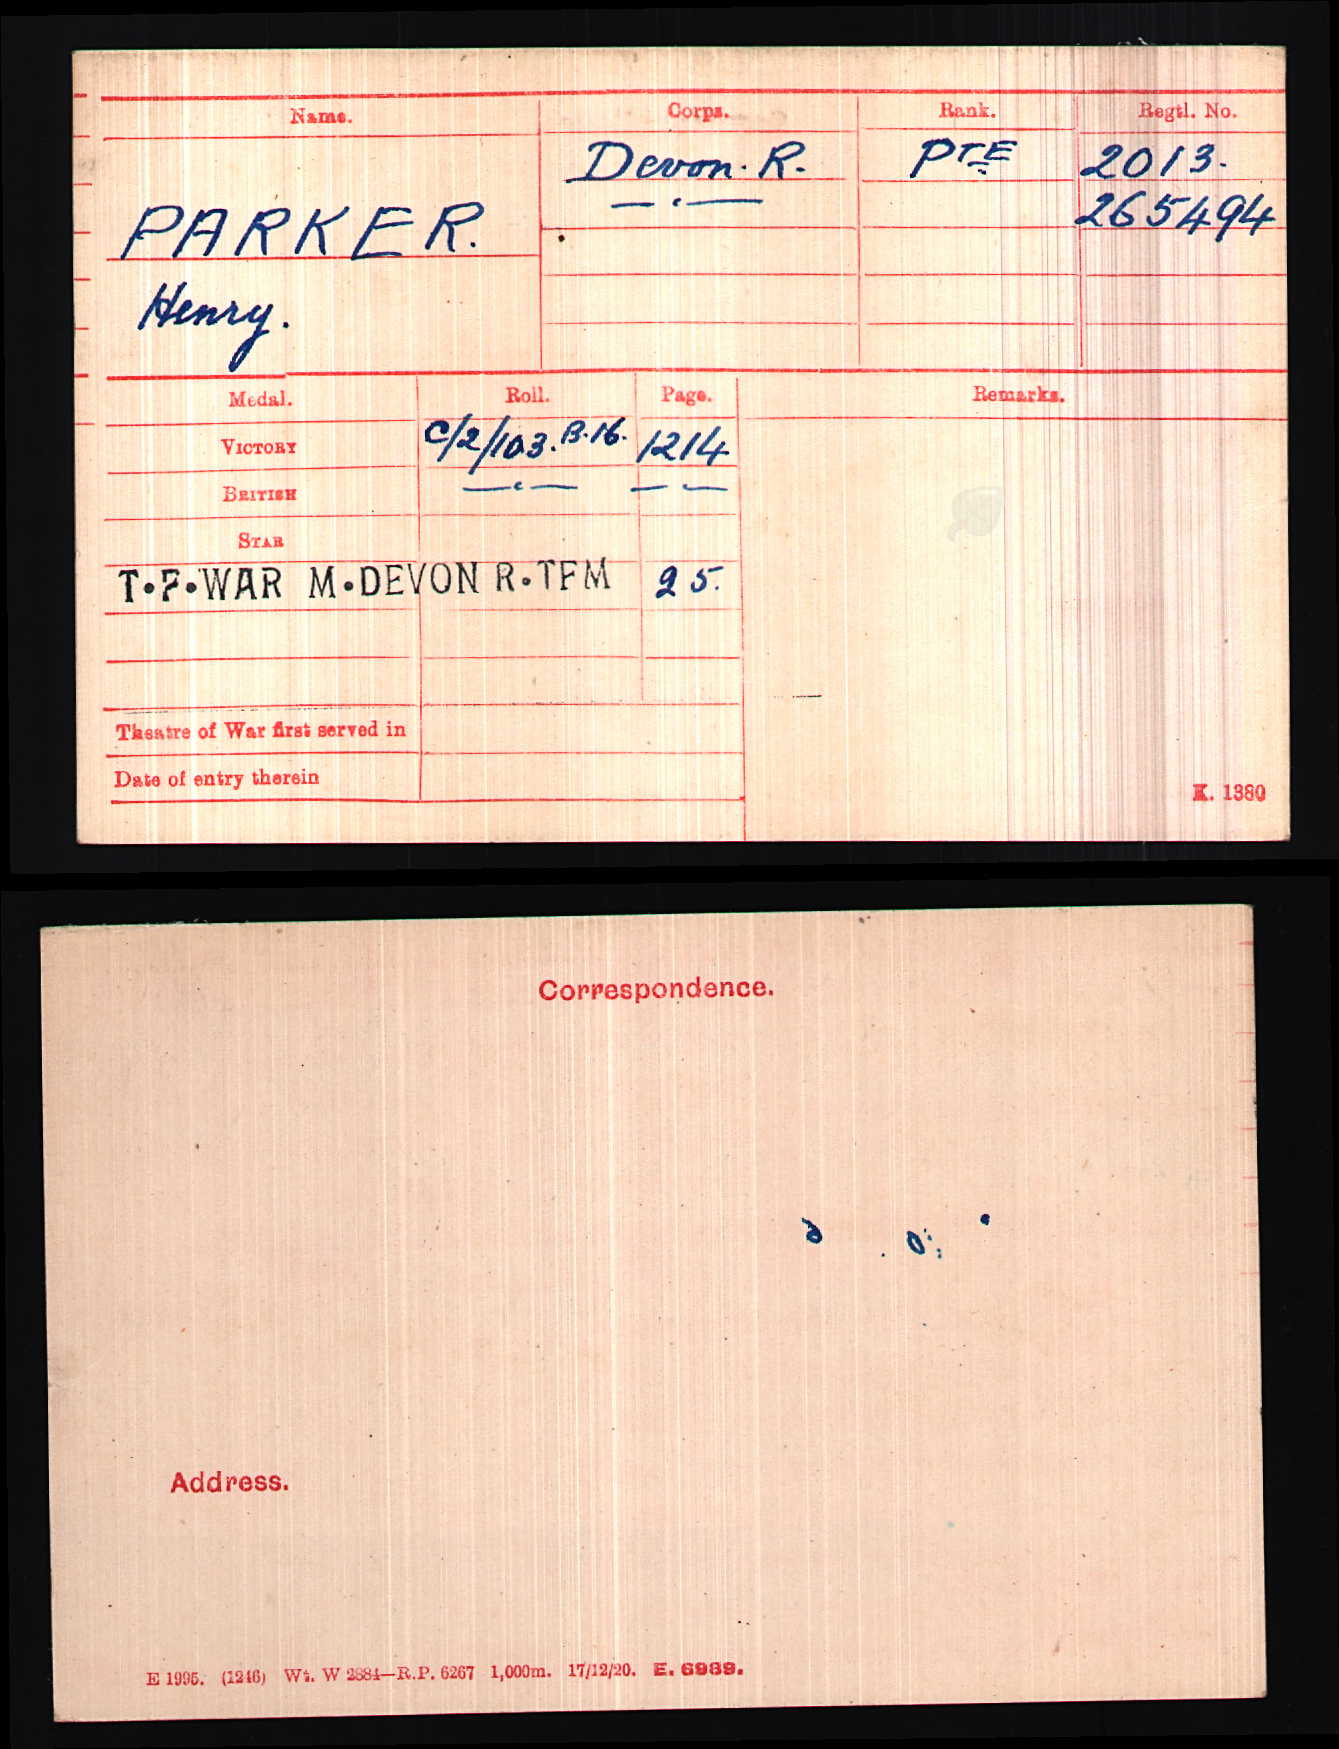 Name. Corps. Rank. Regtl. No.
Devon. R. PTE 2013.
PARKER. 265494
Henry.
Medal. Roll. Page. Remarks.
VICTORY C/2/103. B.16. 1214
BRITISH
STAR
T.F.WAR M.DEVON R.TFM 25.
Theatre of War first served in
Date of entry therein
K. 1380
Correspondence.
Address.
E 1995. (1246) Wt. W 2884—R.P. 6267 1,000m. 17/12/20. E. 6989.